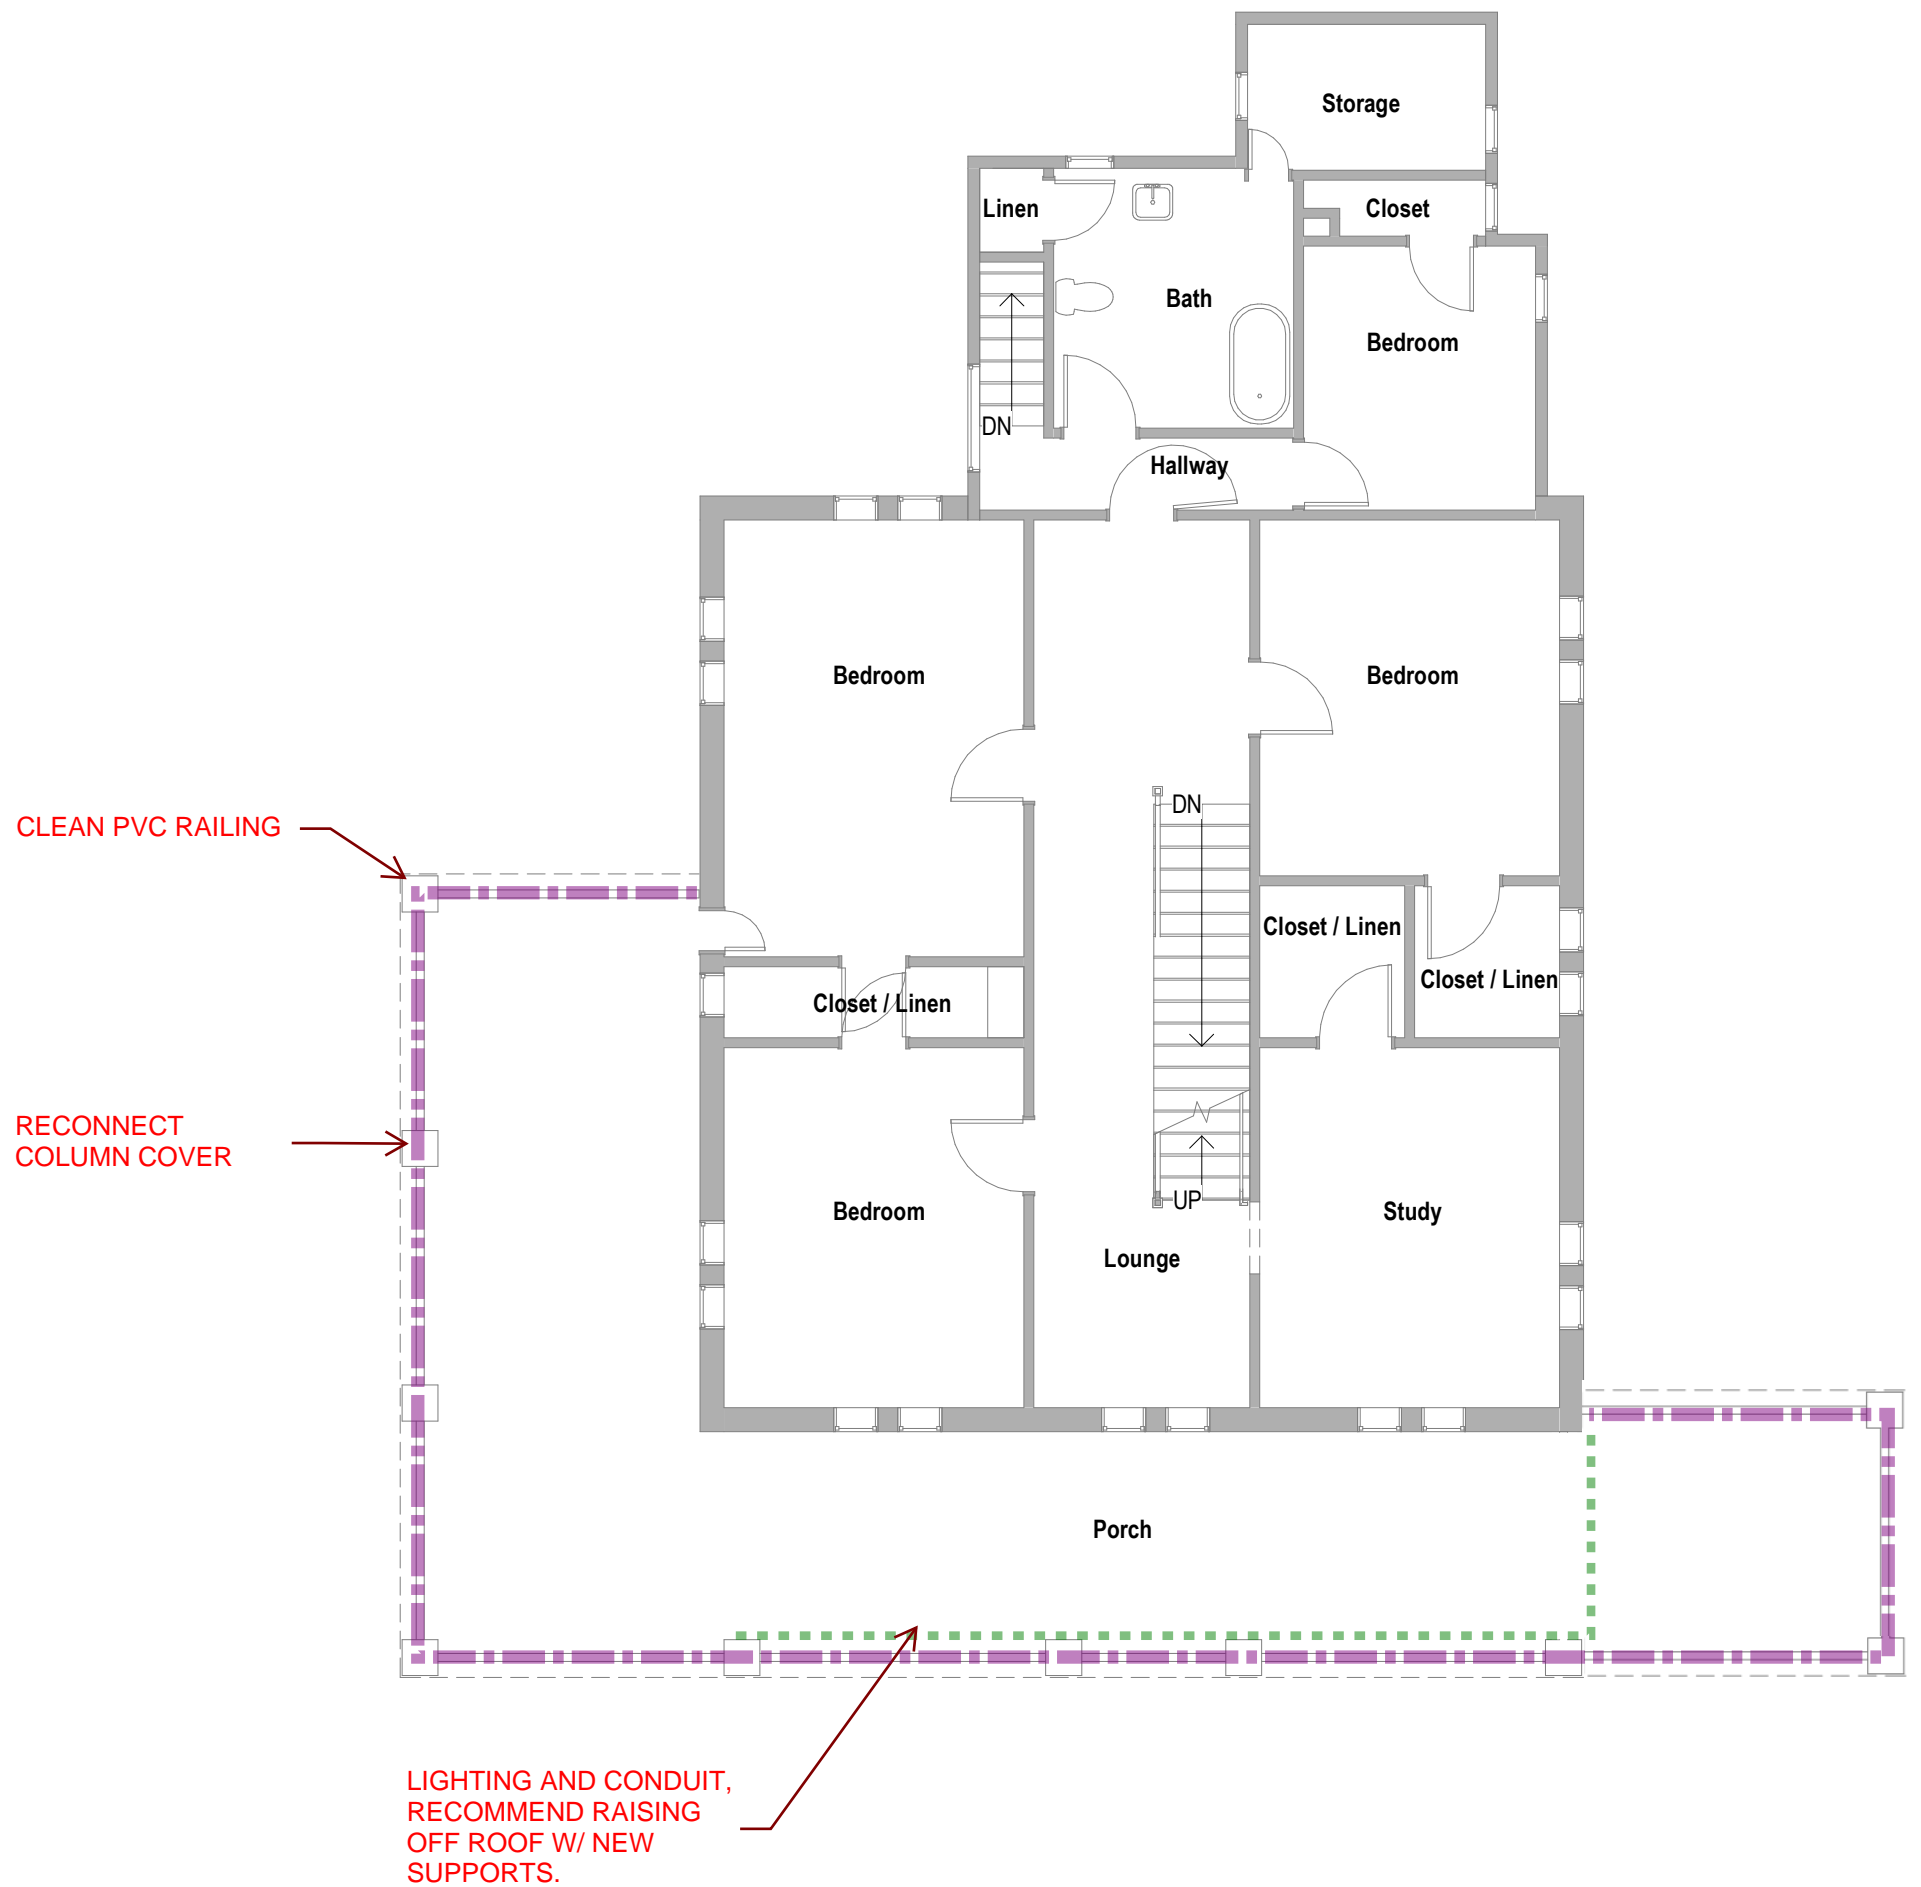 Storage
Linen
Closet
Bath
Bedroom
DN
Hallway
Bedroom
Bedroom
DN
CLEAN PVC RAILING
Closet / Linen
Closet / Linen
Closet / Linen
RECONNECT
COLUMN COVER
UP
Bedroom
Study
Lounge
Porch
LIGHTING AND CONDUIT,
RECOMMEND RAISING
OFF ROOF W/ NEW
SUPPORTS.